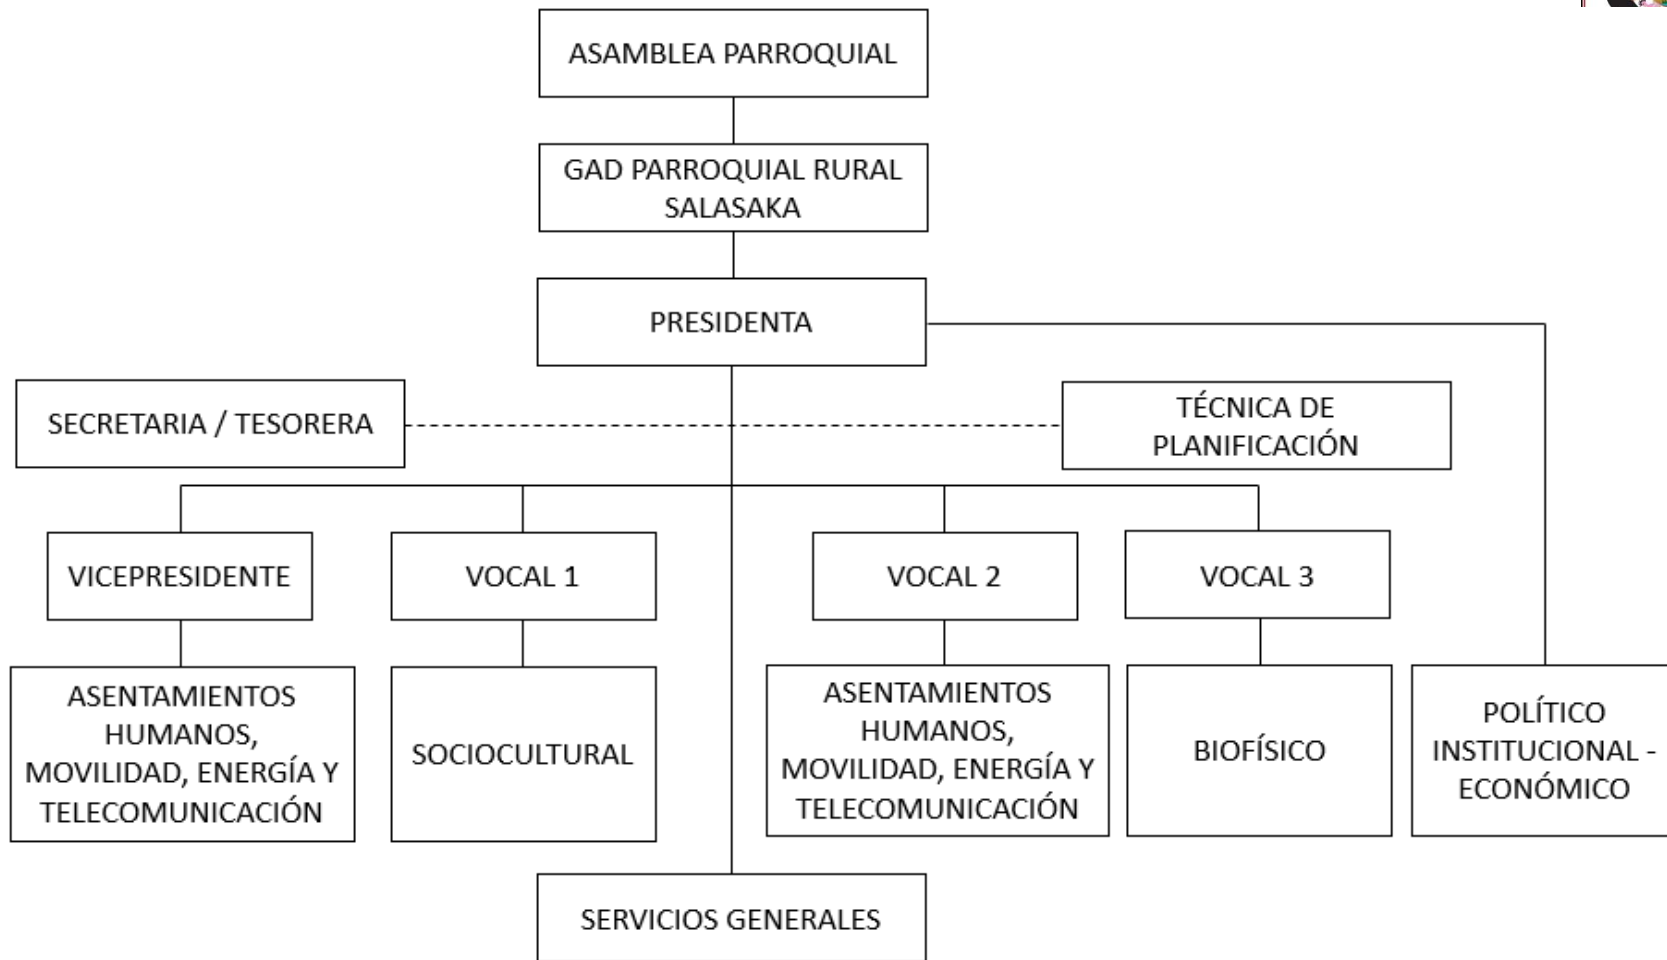 ASAMBLEA PARROQUIAL
GAD PARROQUIAL RURAL
SALASAKA
PRESIDENTA
SECRETARIA / TESORERA
TÉCNICA DE
PLANIFICACIÓN
VICEPRESIDENTE
VOCAL 1
VOCAL 2
VOCAL 3
ASENTAMIENTOS
HUMANOS,
MOVILIDAD, ENERGÍA Y
TELECOMUNICACIÓN
SOCIOCULTURAL
ASENTAMIENTOS
HUMANOS,
MOVILIDAD, ENERGÍA Y
TELECOMUNICACIÓN
BIOFÍSICO
POLÍTICO
INSTITUCIONAL -
ECONÓMICO
SERVICIOS GENERALES